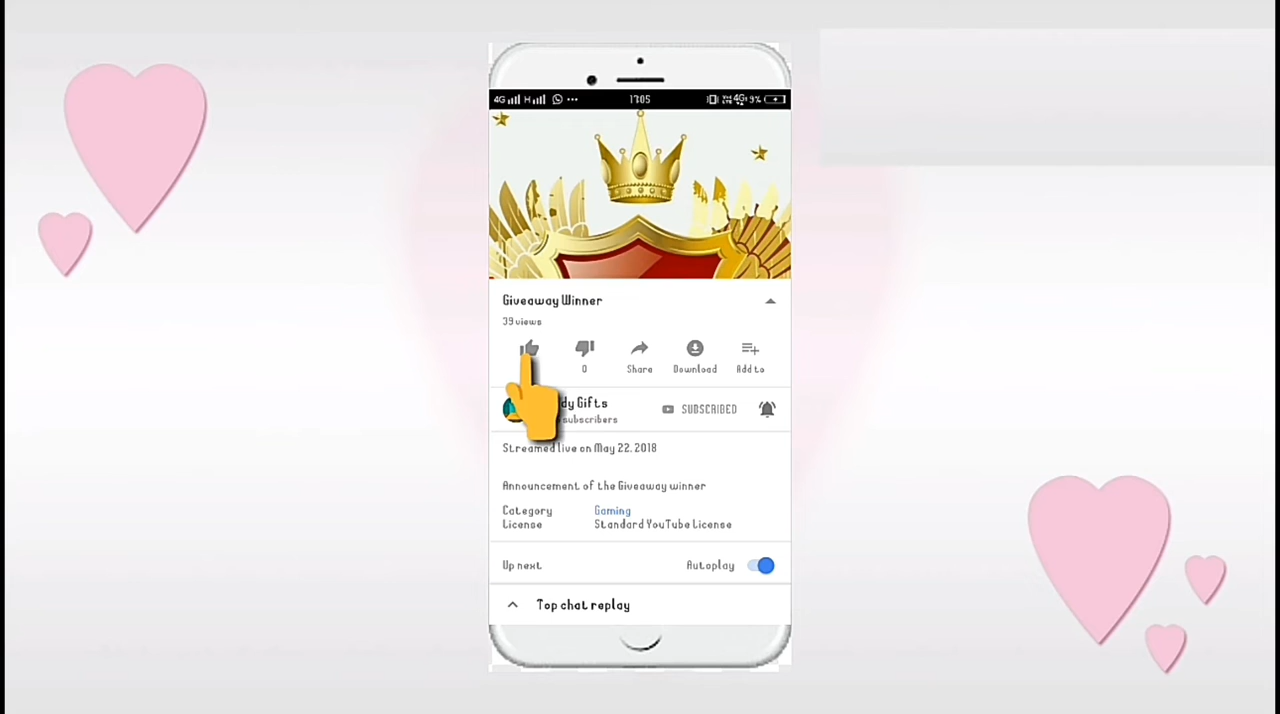 4G H 17:05 4G 9%
Giveaway Winner
39 views
0 Share Download Add to
dy Gifts SUBSCRIBED
subscribers
Streamed live on May 22, 2018
Announcement of the Giveaway winner
Category Gaming
License Standard YouTube License
Up next Autoplay
Top chat replay